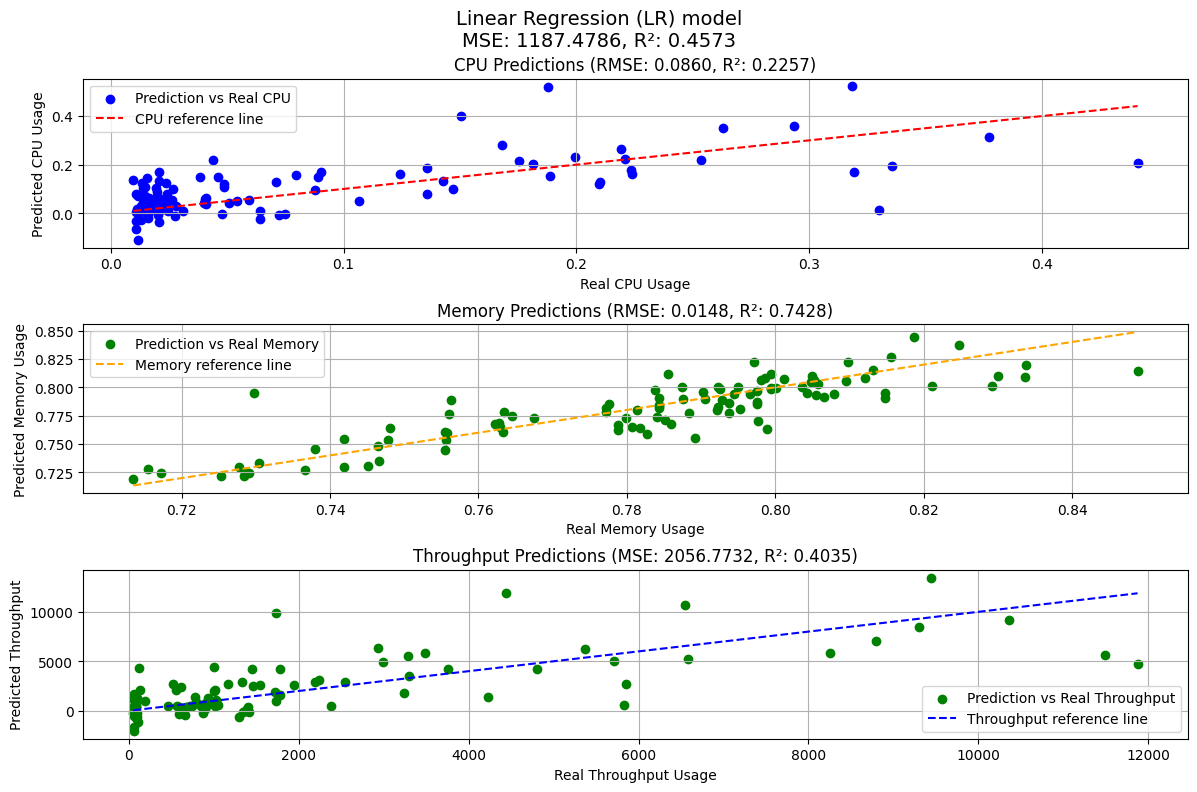 Linear Regression (LR) model
MSE: 1187.4786, R²: 0.4573
CPU Predictions (RMSE: 0.0860, R²: 0.2257)
Predicted CPU Usage
0.4
0.2
0.0
Prediction vs Real CPU
CPU reference line
0.0 0.1 0.2 0.3 0.4
Real CPU Usage
Memory Predictions (RMSE: 0.0148, R²: 0.7428)
Predicted Memory Usage
0.850
0.825
0.800
0.775
0.750
0.725
Prediction vs Real Memory
Memory reference line
0.72 0.74 0.76 0.78 0.80 0.82 0.84
Real Memory Usage
Throughput Predictions (MSE: 2056.7732, R²: 0.4035)
Predicted Throughput
10000
5000
0
Prediction vs Real Throughput
Throughput reference line
0 2000 4000 6000 8000 10000 12000
Real Throughput Usage